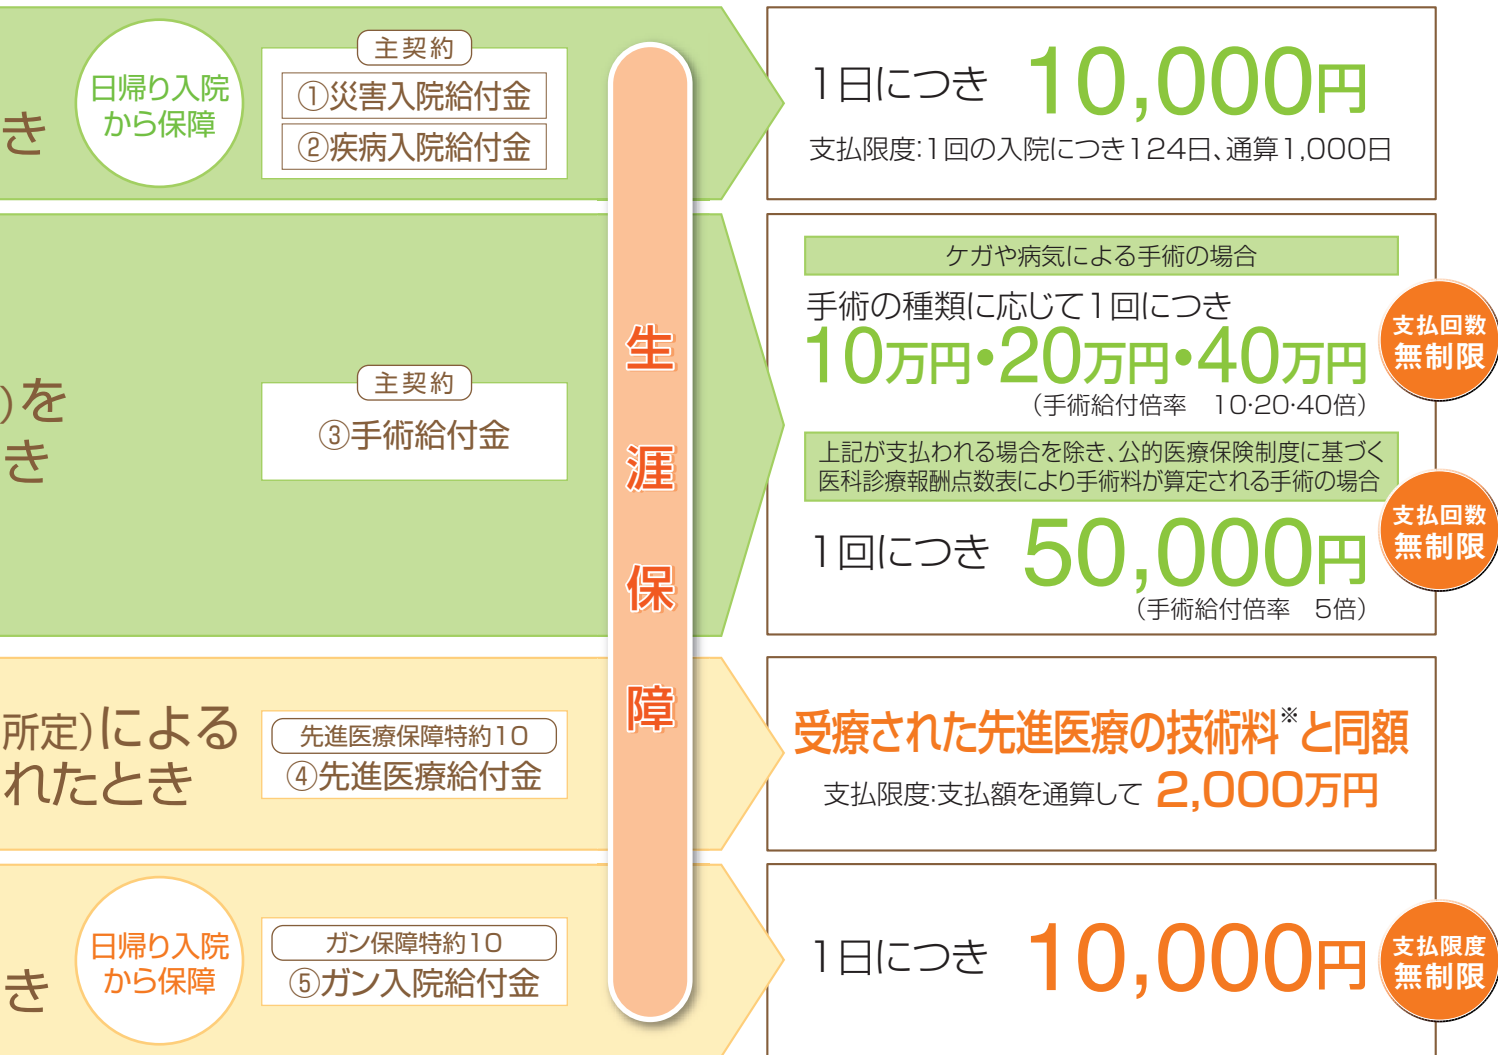 き
日帰り入院
から保障
主契約
①災害入院給付金
②疾病入院給付金
1日につき 10,000円
支払限度:1回の入院につき124日、通算1,000日
)を
き
主契約
③手術給付金
ケガや病気による手術の場合
手術の種類に応じて1回につき
10万円・20万円・40万円
(手術給付倍率 10・20・40倍)
支払回数
無制限
上記が支払われる場合を除き、公的医療保険制度に基づく
医科診療報酬点数表により手術料が算定される手術の場合
1回につき 50,000円
(手術給付倍率 5倍)
支払回数
無制限
生涯保障
所定)による
れたとき
先進医療保障特約10
④先進医療給付金
受療された先進医療の技術料※と同額
支払限度:支払額を通算して 2,000万円
き
日帰り入院
から保障
ガン保障特約10
⑤ガン入院給付金
1日につき 10,000円
支払限度
無制限